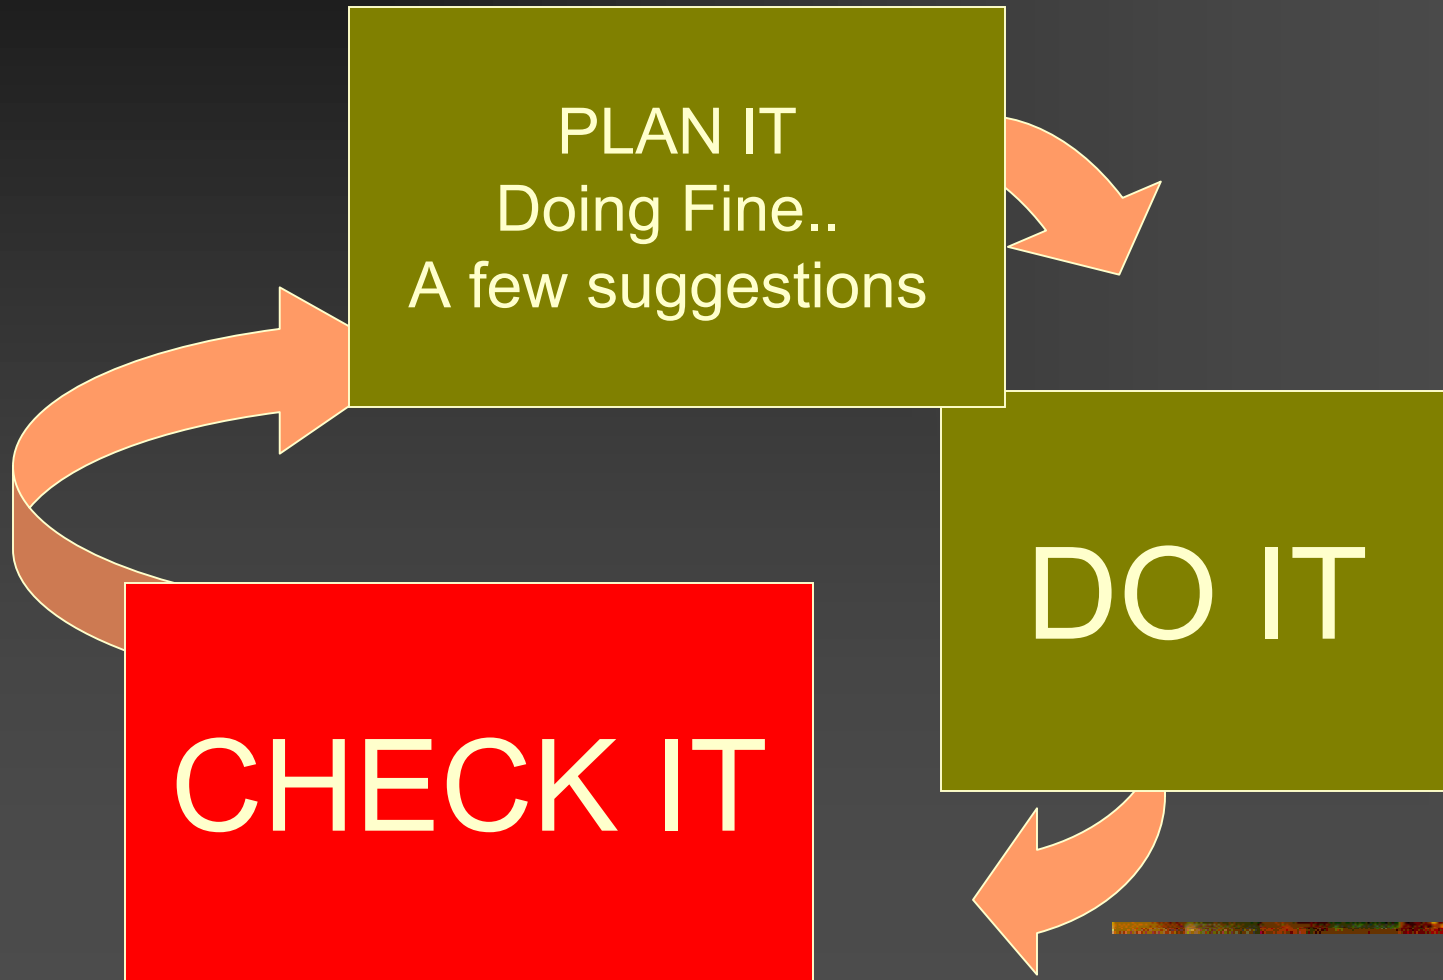 PLAN IT
Doing Fine..
A few suggestions
DO IT
CHECK IT